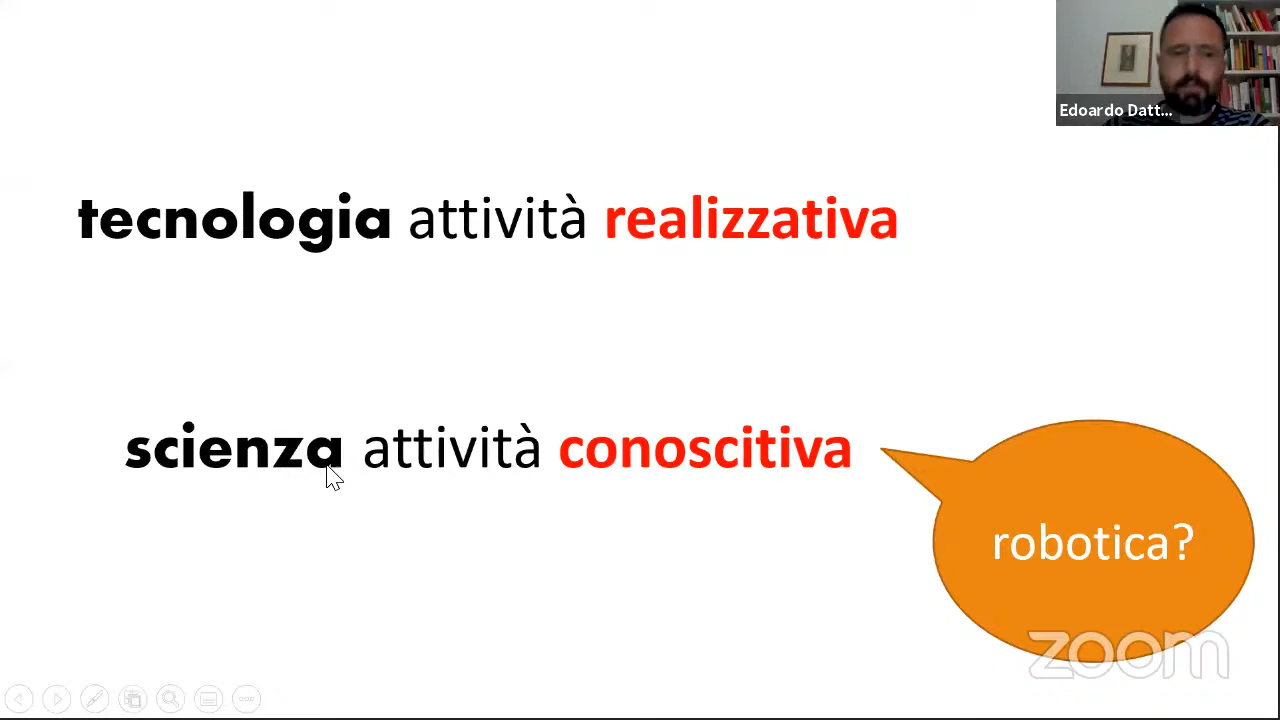 Edoardo Datt...
tecnologia attività realizzativa
scienza attività conoscitiva
robotica?
zoom